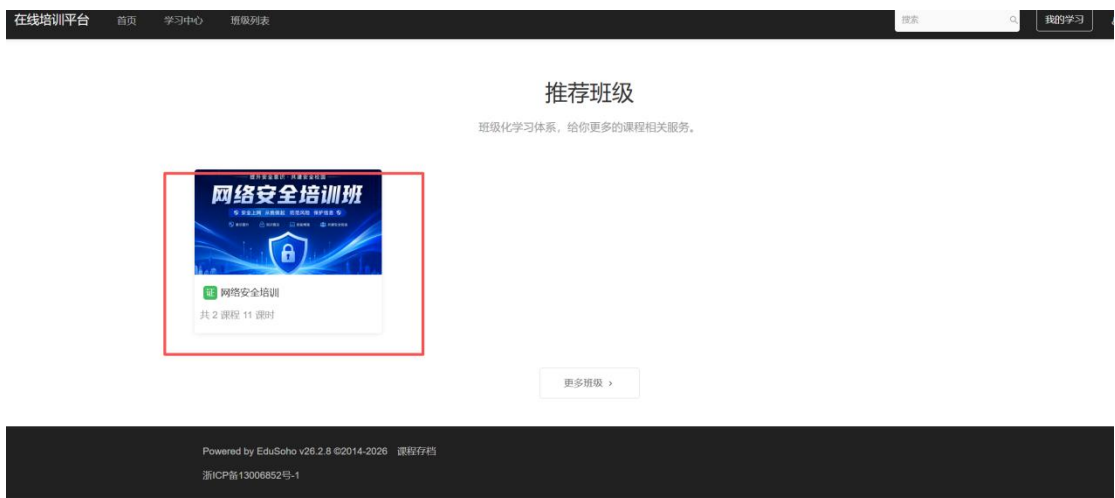 在线培训平台 首页 学习中心 班级列表 搜索 我的学习
推荐班级
班级化学习体系，给你更多的课程相关服务。
网络安全培训班
证 网络安全培训
共 2 课程 11 课时
更多班级 ›
Powered by EduSoho v26.2.8 ©2014-2026 课程存档
浙ICP备13006852号-1